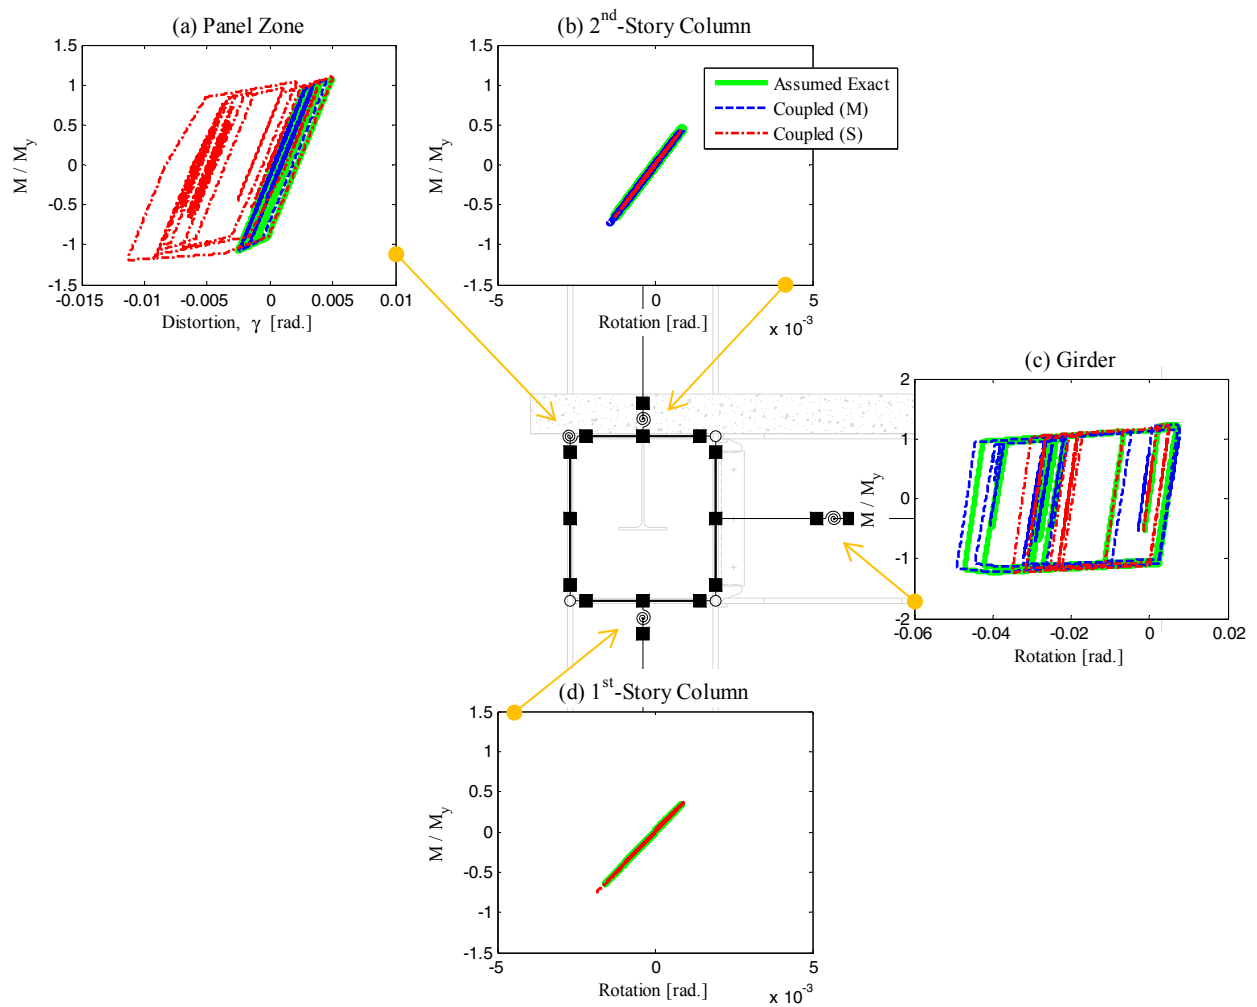 (a) Panel Zone
1.5
1
0.5
0
-0.5
-1
-1.5
M / My
-0.015
-0.010
-0.005
0
0.005
0.01
Distortion, γ [rad.]
(b) 2nd-Story Column
1.5
1
0.5
0
-0.5
-1
-1.5
M / My
-5
0
5
Rotation [rad.]
x 10-3
Assumed Exact
Coupled (M)
Coupled (S)
(c) Girder
2
1
0
-1
-2
M / My
-0.06
-0.04
-0.02
0
0.02
Rotation [rad.]
(d) 1st-Story Column
1.5
1
0.5
0
-0.5
-1
-1.5
M / My
-5
0
5
Rotation [rad.]
x 10-3